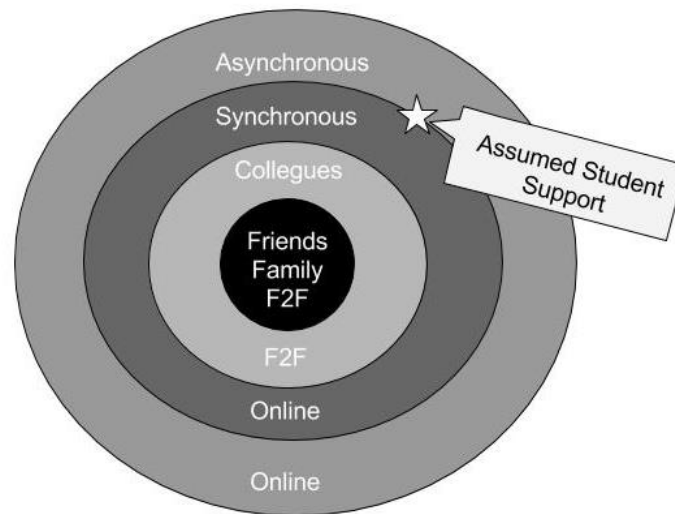 Asynchronous
Synchronous
Assumed Student
Support
Collegues
Friends
Family
F2F
F2F
Online
Online